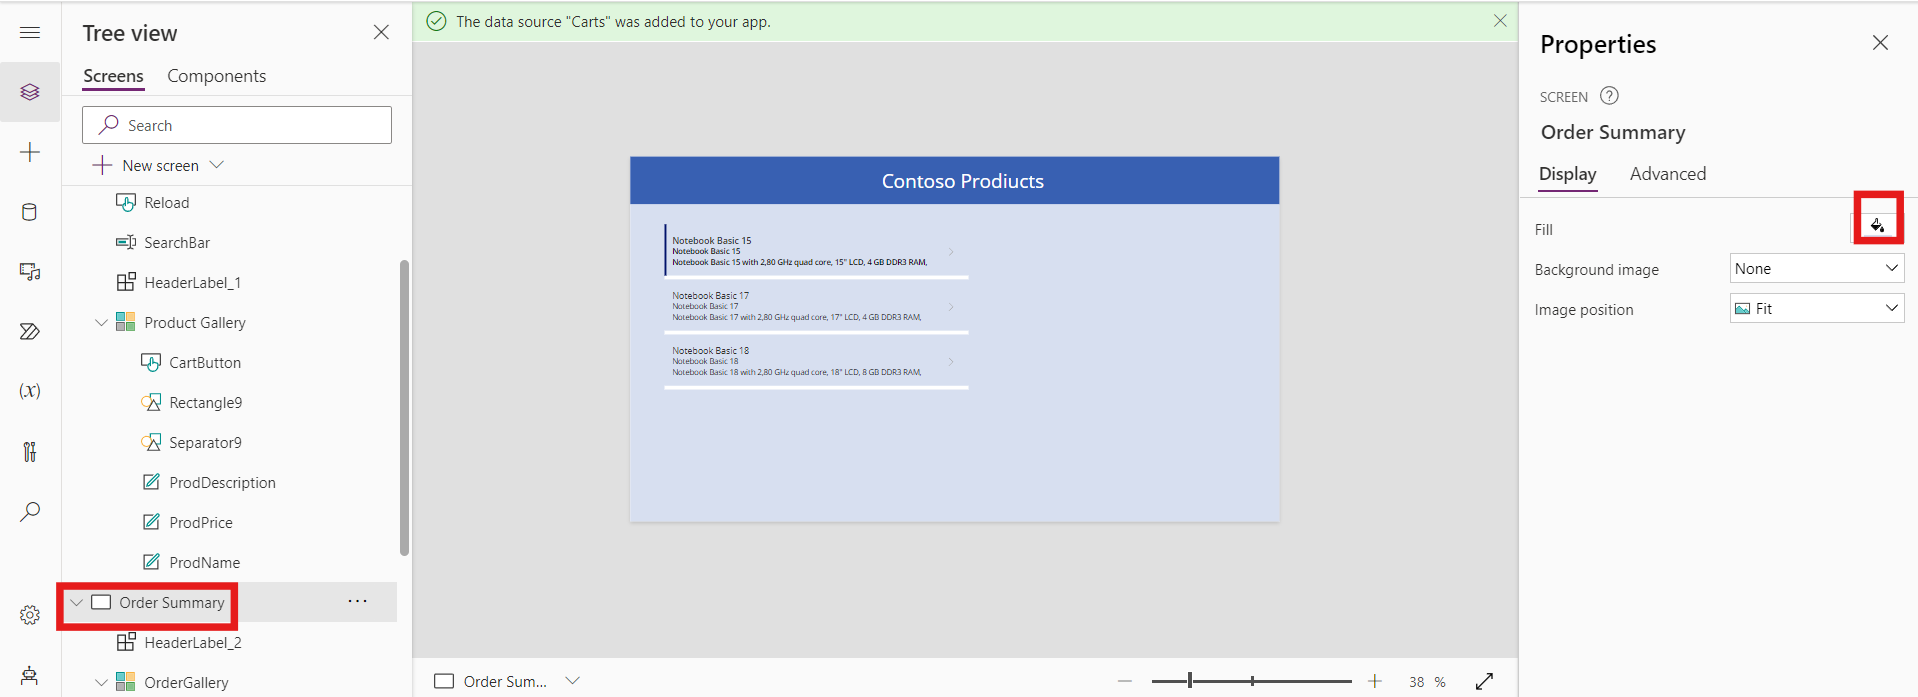 Tree view
Screens Components
Search
New screen
Reload
SearchBar
HeaderLabel_1
Product Gallery
CartButton
Rectangle9
Separator9
ProdDescription
ProdPrice
ProdName
Order Summary
HeaderLabel_2
OrderGallery
(x)
The data source "Carts" was added to your app.
Contoso Prodiucts
Notebook Basic 15
Notebook Basic 15
Notebook Basic 15 with 2,80 GHz quad core, 15" LCD, 4 GB DDR3 RAM,
Notebook Basic 17
Notebook Basic 17
Notebook Basic 17 with 2,80 GHz quad core, 17" LCD, 4 GB DDR3 RAM,
Notebook Basic 18
Notebook Basic 18
Notebook Basic 18 with 2,80 GHz quad core, 18" LCD, 8 GB DDR3 RAM,
Order Sum...
38 %
Properties
SCREEN ?
Order Summary
Display Advanced
Fill
Background image None
Image position Fit